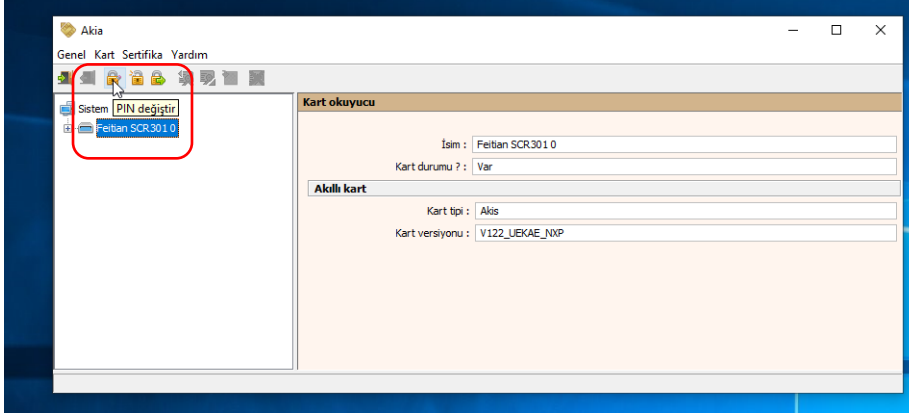 Akia
Genel Kart Sertifika Yardım
PIN değiştir
Sistem
Feitian SCR301 0
Kart okuyucu
İsim : Feitian SCR301 0
Kart durumu ? : Var
Akıllı kart
Kart tipi : Akis
Kart versiyonu : V122_UEKAE_NXP